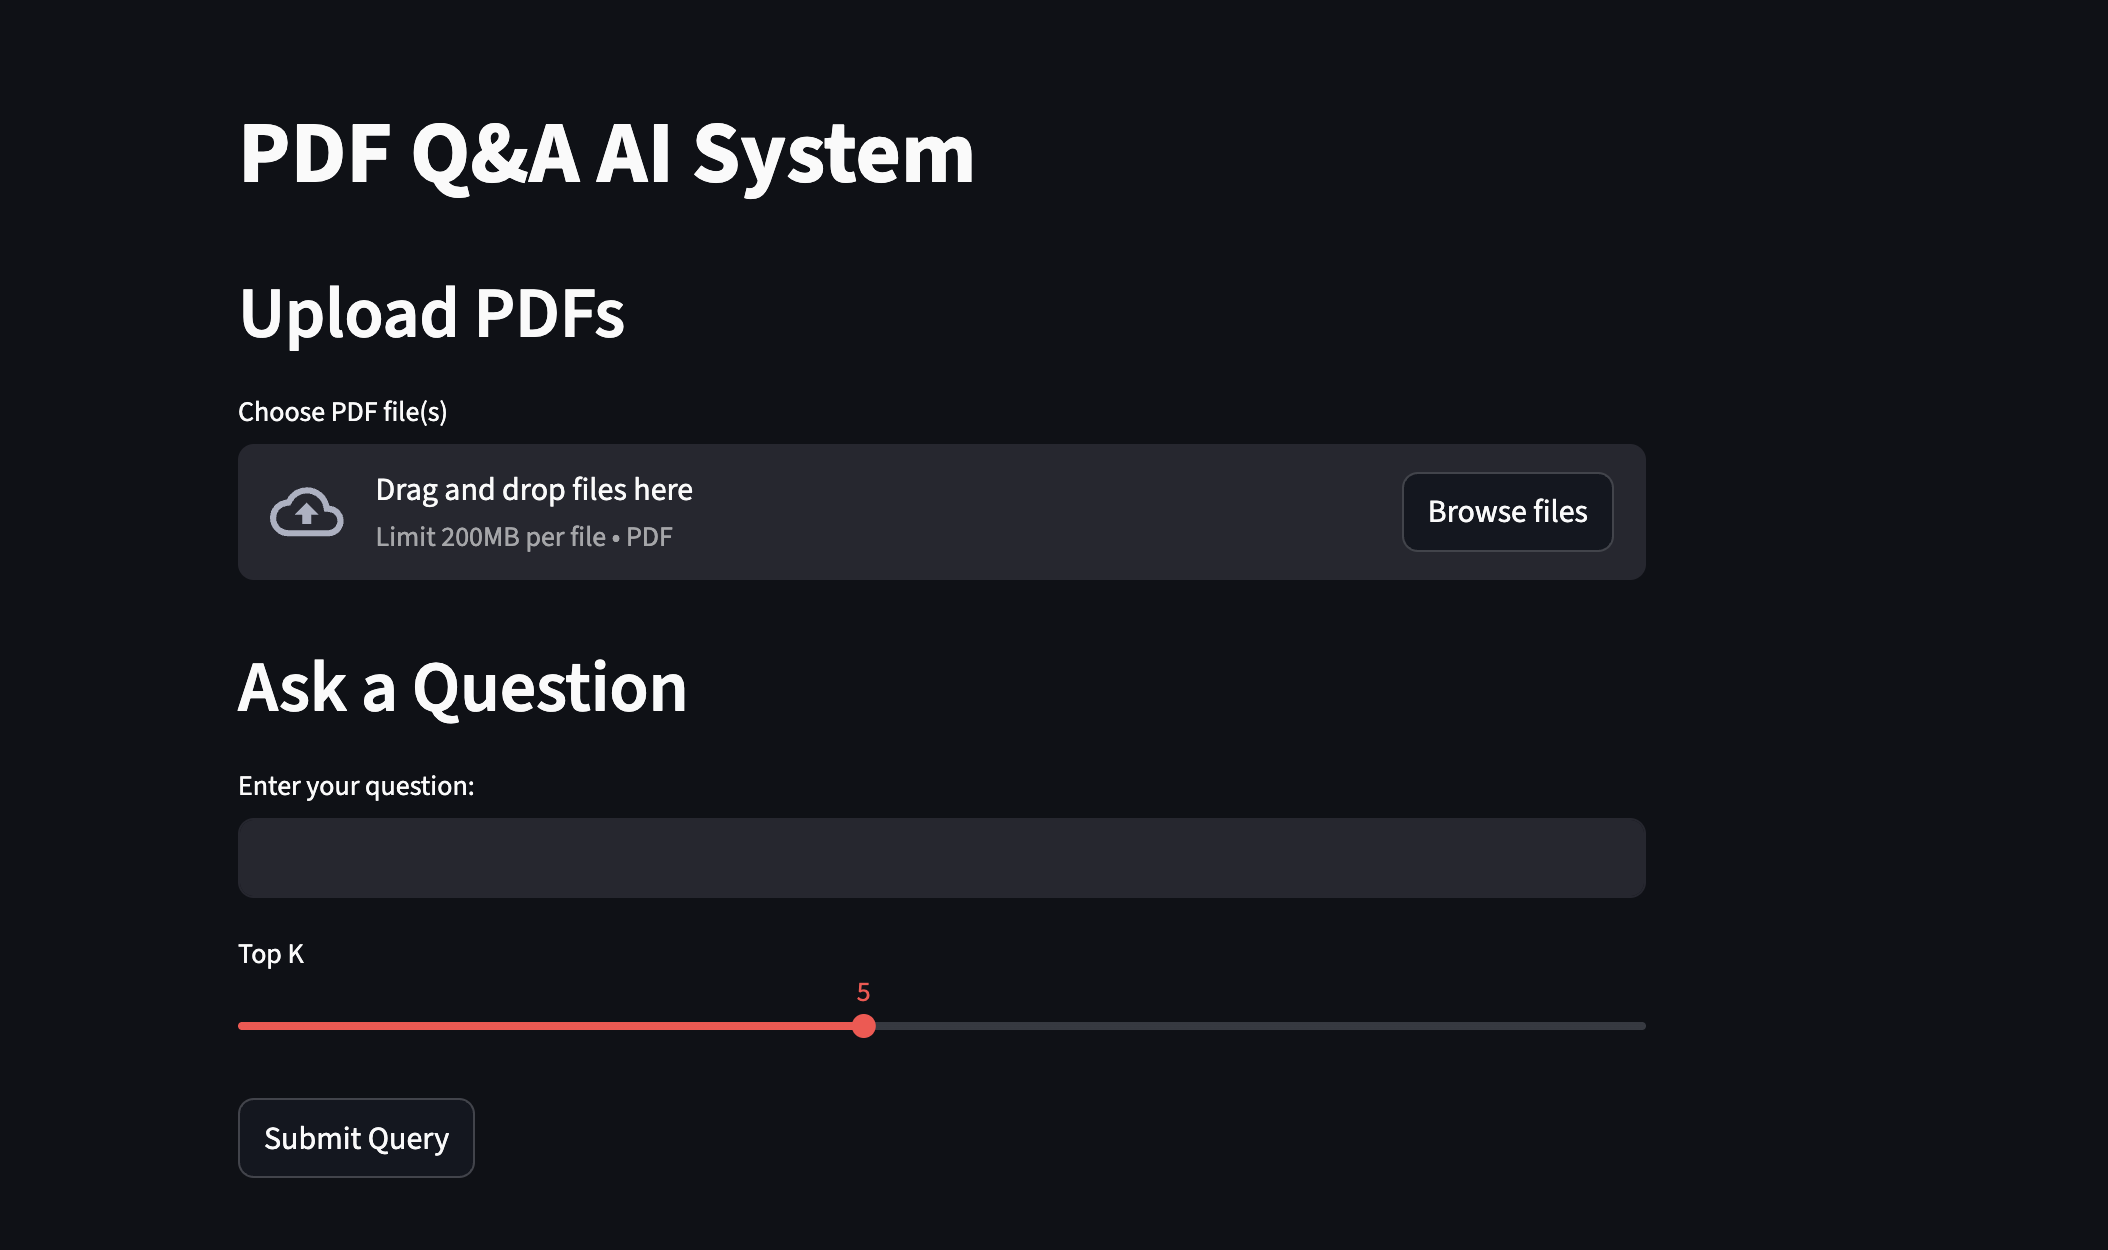 PDF Q&A AI System
Upload PDFs
Choose PDF file(s)
Drag and drop files here
Limit 200MB per file • PDF
Browse files
Ask a Question
Enter your question:
Top K
5
Submit Query